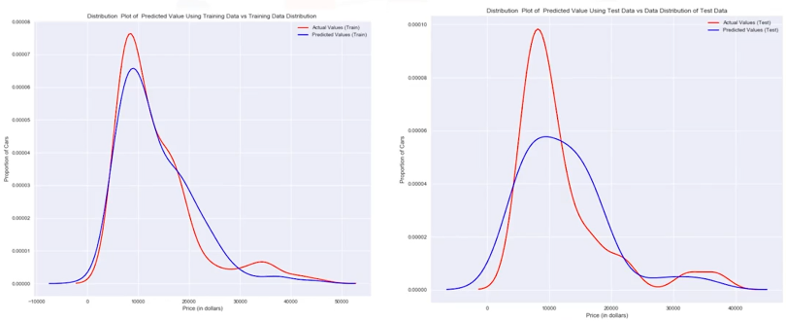 Distribution Plot of Predicted Value Using Training Data vs Training Data Distribution
Actual Values (Train)
Predicted Values (Train)
0.00008
0.00007
0.00006
0.00005
0.00004
0.00003
0.00002
0.00001
0.00000
Proportion of Cars
-10000 0 10000 20000 30000 40000 50000
Price (in dollars)
Distribution Plot of Predicted Value Using Test Data vs Data Distribution of Test Data
Actual Values (Test)
Predicted Values (Test)
0.00010
0.00008
0.00006
0.00004
0.00002
0.00000
Proportion of Cars
0 10000 20000 30000 40000
Price (in dollars)